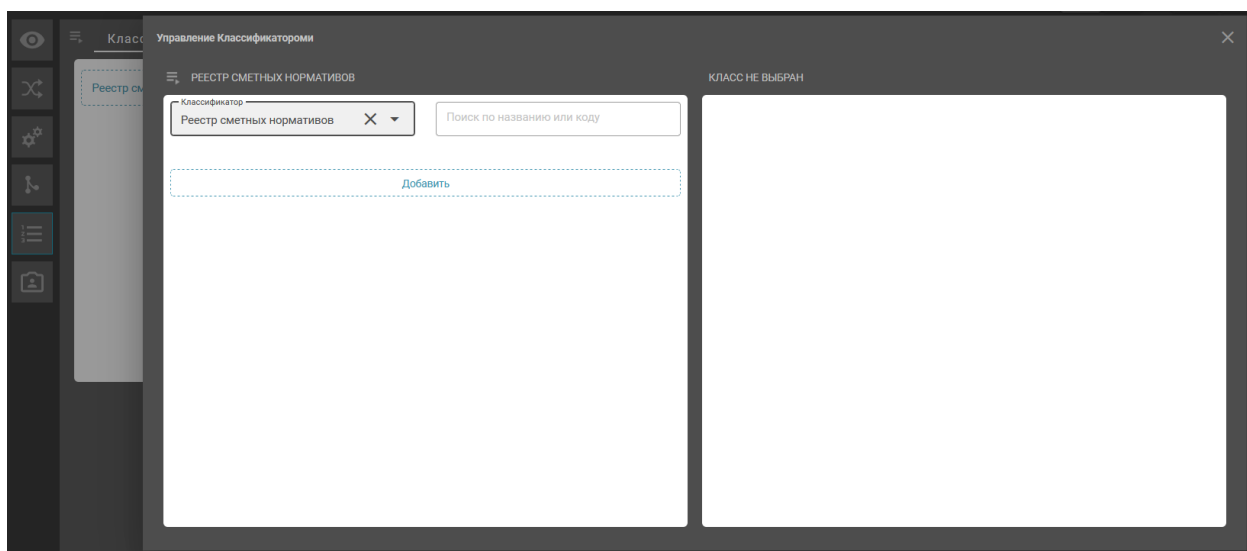 Класс
Управление Классификатороми
Реестр см
РЕЕСТР СМЕТНЫХ НОРМАТИВОВ
КЛАСС НЕ ВЫБРАН
Классификатор
Реестр сметных нормативов
Поиск по названию или коду
Добавить